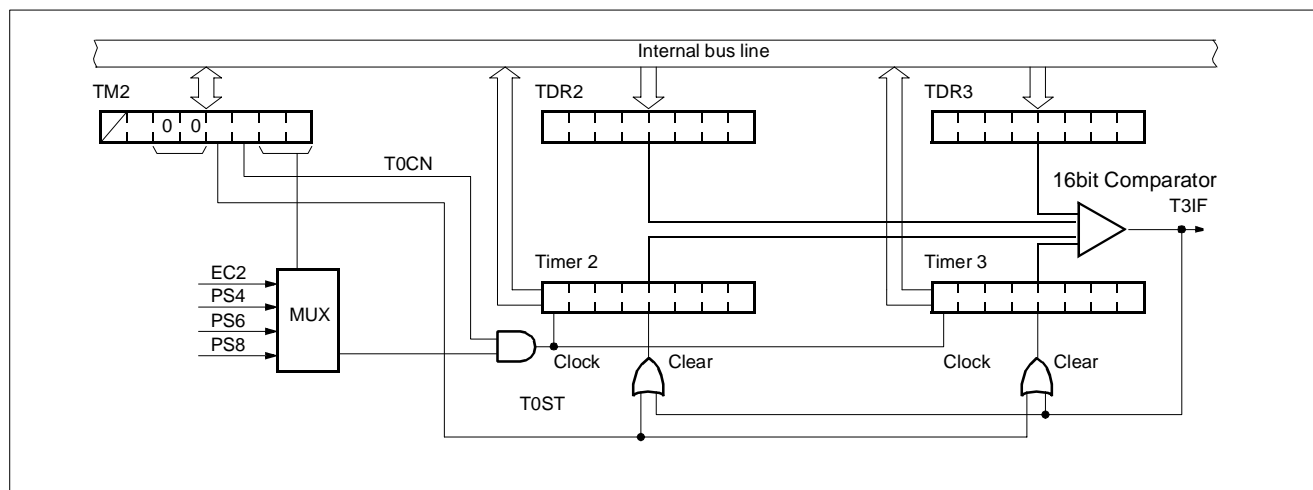 Internal bus line
TM2
TDR2
TDR3
0 0
T0CN
16bit Comparator
T3IF
Timer 2
Timer 3
EC2
PS4
PS6
PS8
MUX
Clock
Clear
Clock
Clear
T0ST